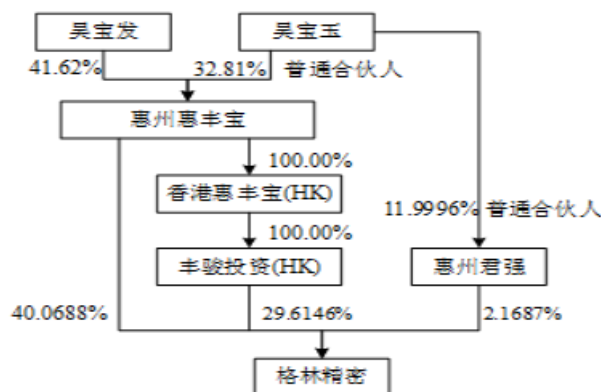 吴宝发 吴宝玉
41.62% 32.81% 普通合伙人
惠州惠丰宝
100.00%
香港惠丰宝(HK)
11.9996% 普通合伙人
100.00%
丰骏投资(HK) 惠州君强
40.0688% 29.6146% 2.1687%
格林精密